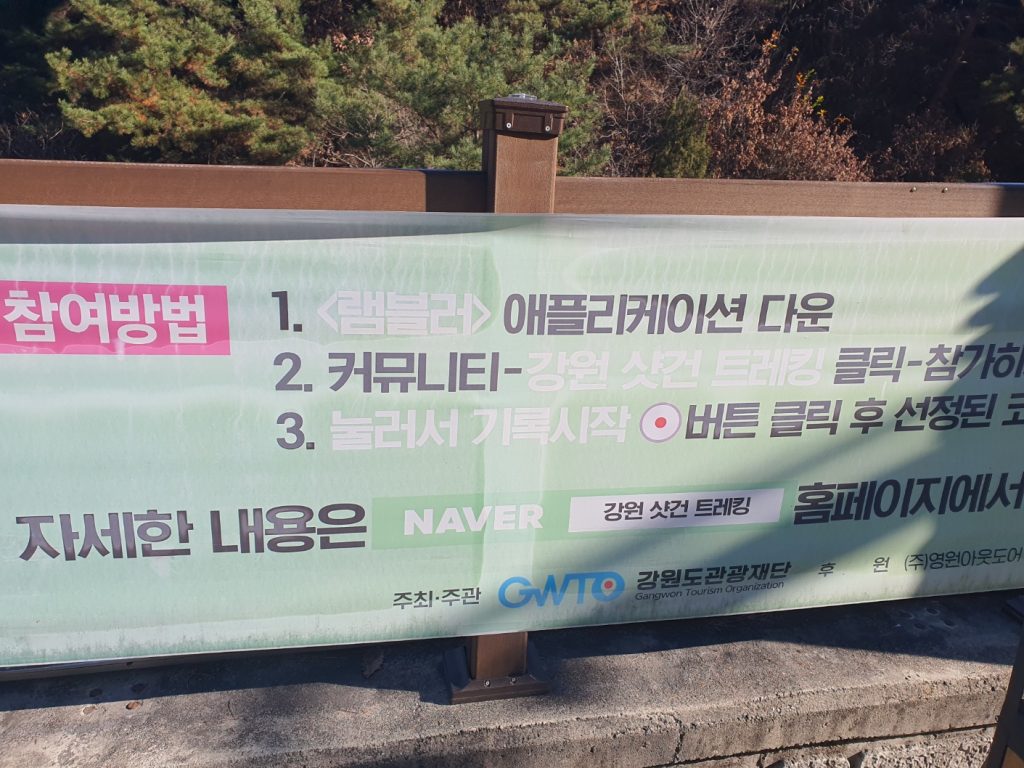 참여방법
1. <램블러> 애플리케이션 다운
2. 커뮤니티-강원 샷건 트레킹 클릭-참가하
3. 눌러서 기록시작 버튼 클릭 후 선정된 코
자세한 내용은 NAVER 강원 샷건 트레킹 홈페이지에서
주최·주관 GWTO 강원도관광재단 Gangwon Tourism Organization 후 원 (주)영원아웃도어